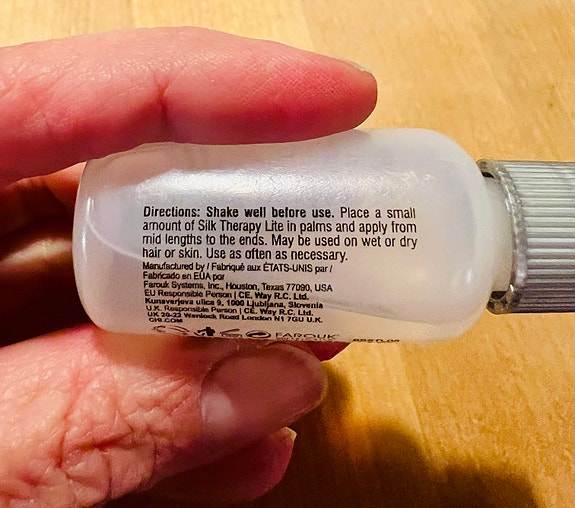 Directions: Shake well before use. Place a small
amount of Silk Therapy Lite in palms and apply from
mid lengths to the ends. May be used on wet or dry
hair or skin. Use as often as necessary.
Manufactured by / Fabriqué aux ÉTATS-UNIS par /
Fabricado en EUA por
Farouk Systems, Inc., Houston, Texas 77090, USA
EU Responsible Person | CE. Way R.C. Ltd.
Kunaverjeva ulica 9, 1000 Ljubljana, Slovenia
U.K. Responsible Person | CE. Way R.C. Ltd.
UK 20-22 Wenlock Road London N1 7GU U.K.
CHI.COM
FAROUK